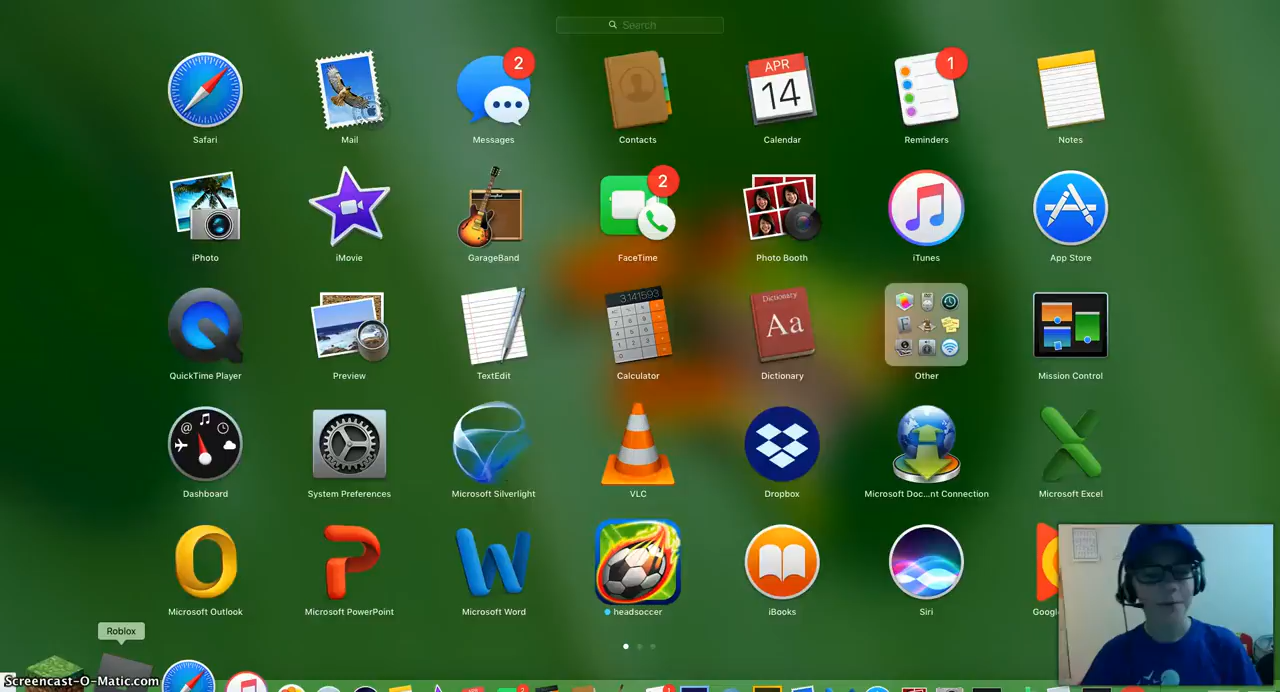 Search
2
APR
14
1
Safari
Mail
Messages
Contacts
Calendar
Reminders
Notes
2
iPhoto
iMovie
GarageBand
FaceTime
Photo Booth
iTunes
App Store
3.141593
Dictionary
Aa
QuickTime Player
Preview
TextEdit
Calculator
Dictionary
Other
Mission Control
Dashboard
System Preferences
Microsoft Silverlight
VLC
Dropbox
Microsoft Doc...nt Connection
Microsoft Excel
Microsoft Outlook
Microsoft PowerPoint
Microsoft Word
headsoccer
iBooks
Siri
Googl
Roblox
Screencast-O-Matic.com